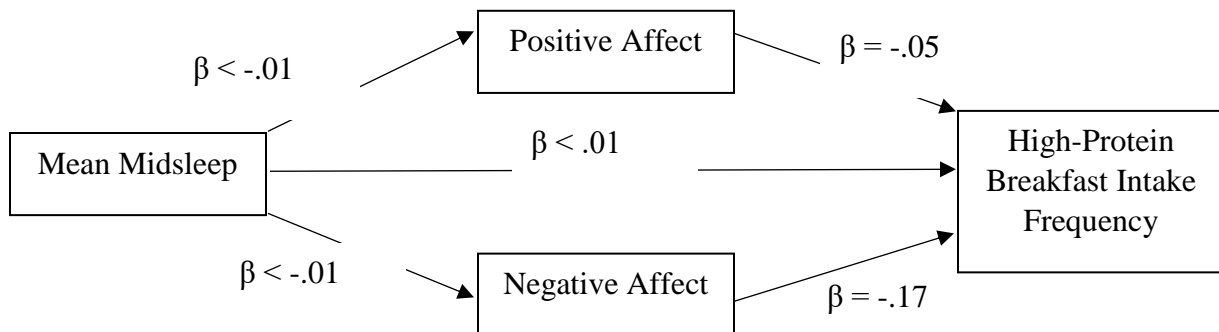 Positive Affect
β = -.05
β < -.01
High-Protein
Breakfast Intake
Frequency
Mean Midsleep
β < .01
β < -.01
Negative Affect
β = -.17